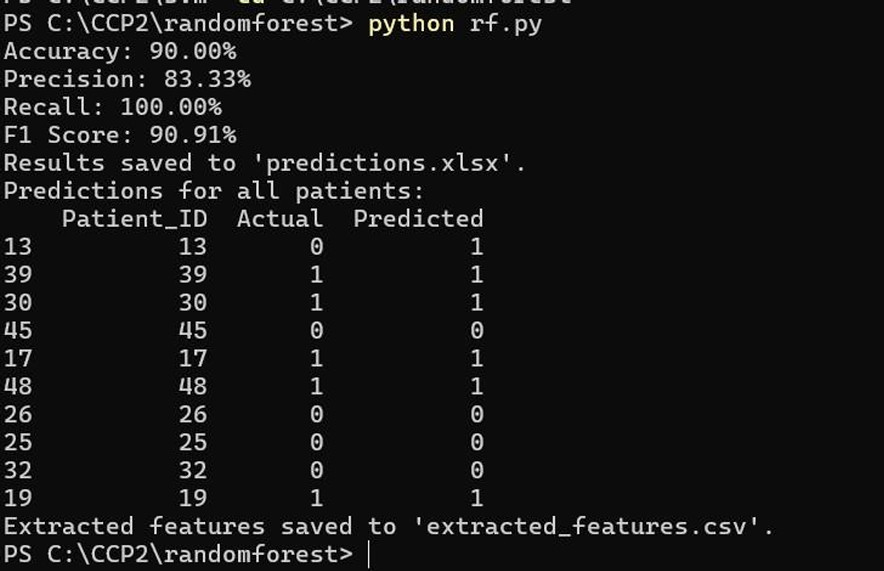 PS C:\CCP2\randomforest> python rf.py
Accuracy: 90.00%
Precision: 83.33%
Recall: 100.00%
F1 Score: 90.91%
Results saved to 'predictions.xlsx'.
Predictions for all patients:
    Patient_ID  Actual  Predicted
13          13       0          1
39          39       1          1
30          30       1          1
45          45       0          0
17          17       1          1
48          48       1          1
26          26       0          0
25          25       0          0
32          32       0          0
19          19       1          1
Extracted features saved to 'extracted_features.csv'.
PS C:\CCP2\randomforest>